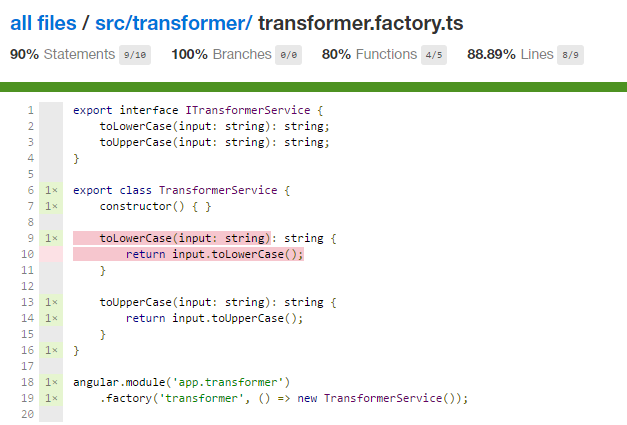 all files / src/transformer/ transformer.factory.ts
90% Statements 9/10 100% Branches 0/0 80% Functions 4/5 88.89% Lines 8/9
1 export interface ITransformerService {
2 toLowerCase(input: string): string;
3 toUpperCase(input: string): string;
4 }
5
6 1× export class TransformerService {
7 1× constructor() { }
8
9 1× toLowerCase(input: string): string {
10 return input.toLowerCase();
11 }
12
13 1× toUpperCase(input: string): string {
14 1× return input.toUpperCase();
15 }
16 1× }
17
18 1× angular.module('app.transformer')
19 1× .factory('transformer', () => new TransformerService());
20